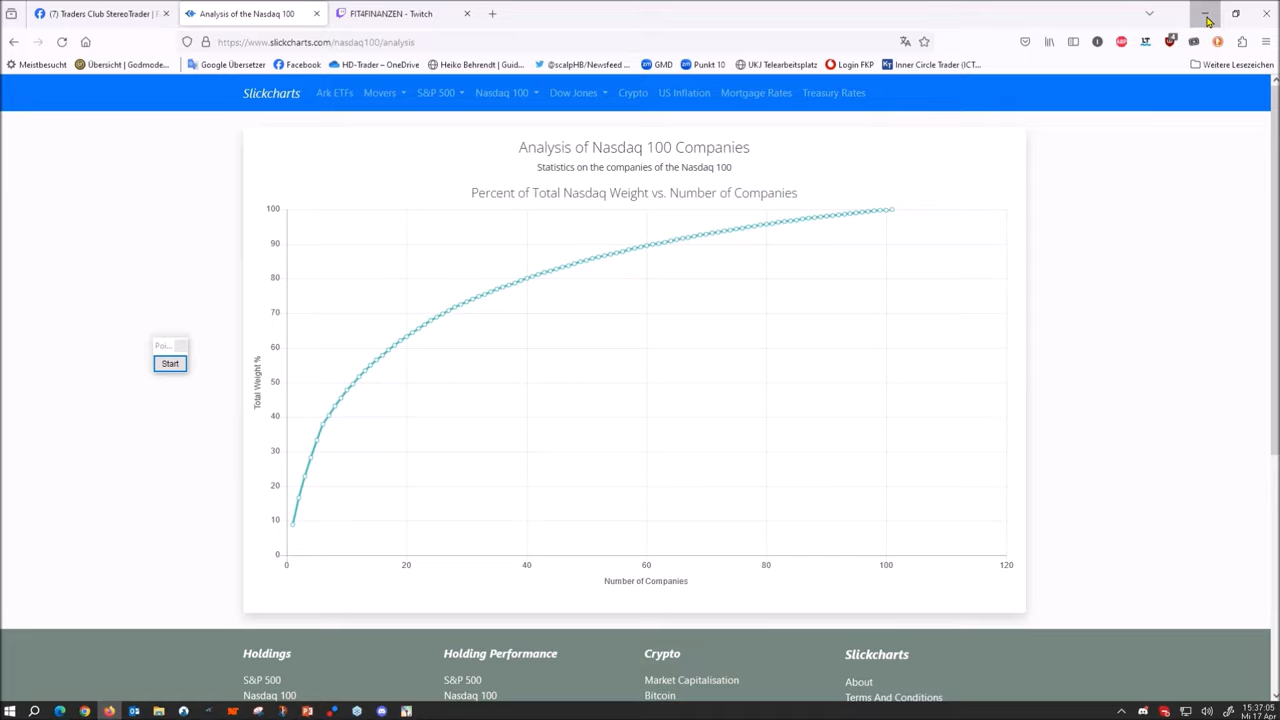 (7) Traders Club StereoTrader | F
Analysis of the Nasdaq 100
FIT4FINANZEN - Twitch
https://www.slickcharts.com/nasdaq100/analysis
Meistbesucht
Übersicht | Godmode...
Google Übersetzer
Facebook
HD-Trader – OneDrive
Heiko Behrendt | Guid...
@scalpHB/Newsfeed ...
GMD
Punkt 10
UKJ Telearbeitsplatz
Login FKP
Inner Circle Trader (ICT...
Weitere Lesezeichen
Slickcharts
Ark ETFs
Movers
S&P 500
Nasdaq 100
Dow Jones
Crypto
US Inflation
Mortgage Rates
Treasury Rates
Analysis of Nasdaq 100 Companies
Statistics on the companies of the Nasdaq 100
Percent of Total Nasdaq Weight vs. Number of Companies
100
90
80
70
60
50
40
30
20
10
0
Total Weight %
0
20
40
60
80
100
120
Number of Companies
Poi...
Start
Holdings
Holding Performance
Crypto
Slickcharts
S&P 500
S&P 500
Market Capitalisation
About
Nasdaq 100
Nasdaq 100
Bitcoin
Terms And Conditions
15:37:05
Mi 17 Apr